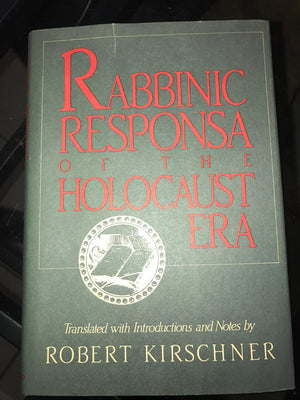 RABBINIC
RESPONSA
OF THE
HOLOCAUST
ERA
Translated with Introductions and Notes by
ROBERT KIRSCHNER